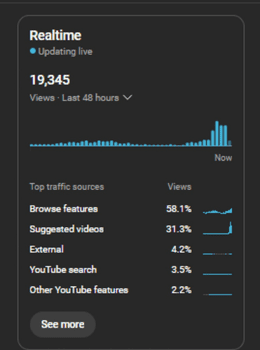 Realtime
Updating live
19,345
Views · Last 48 hours
Now
Top traffic sources Views
Browse features 58.1%
Suggested videos 31.3%
External 4.2%
YouTube search 3.5%
Other YouTube features 2.2%
See more